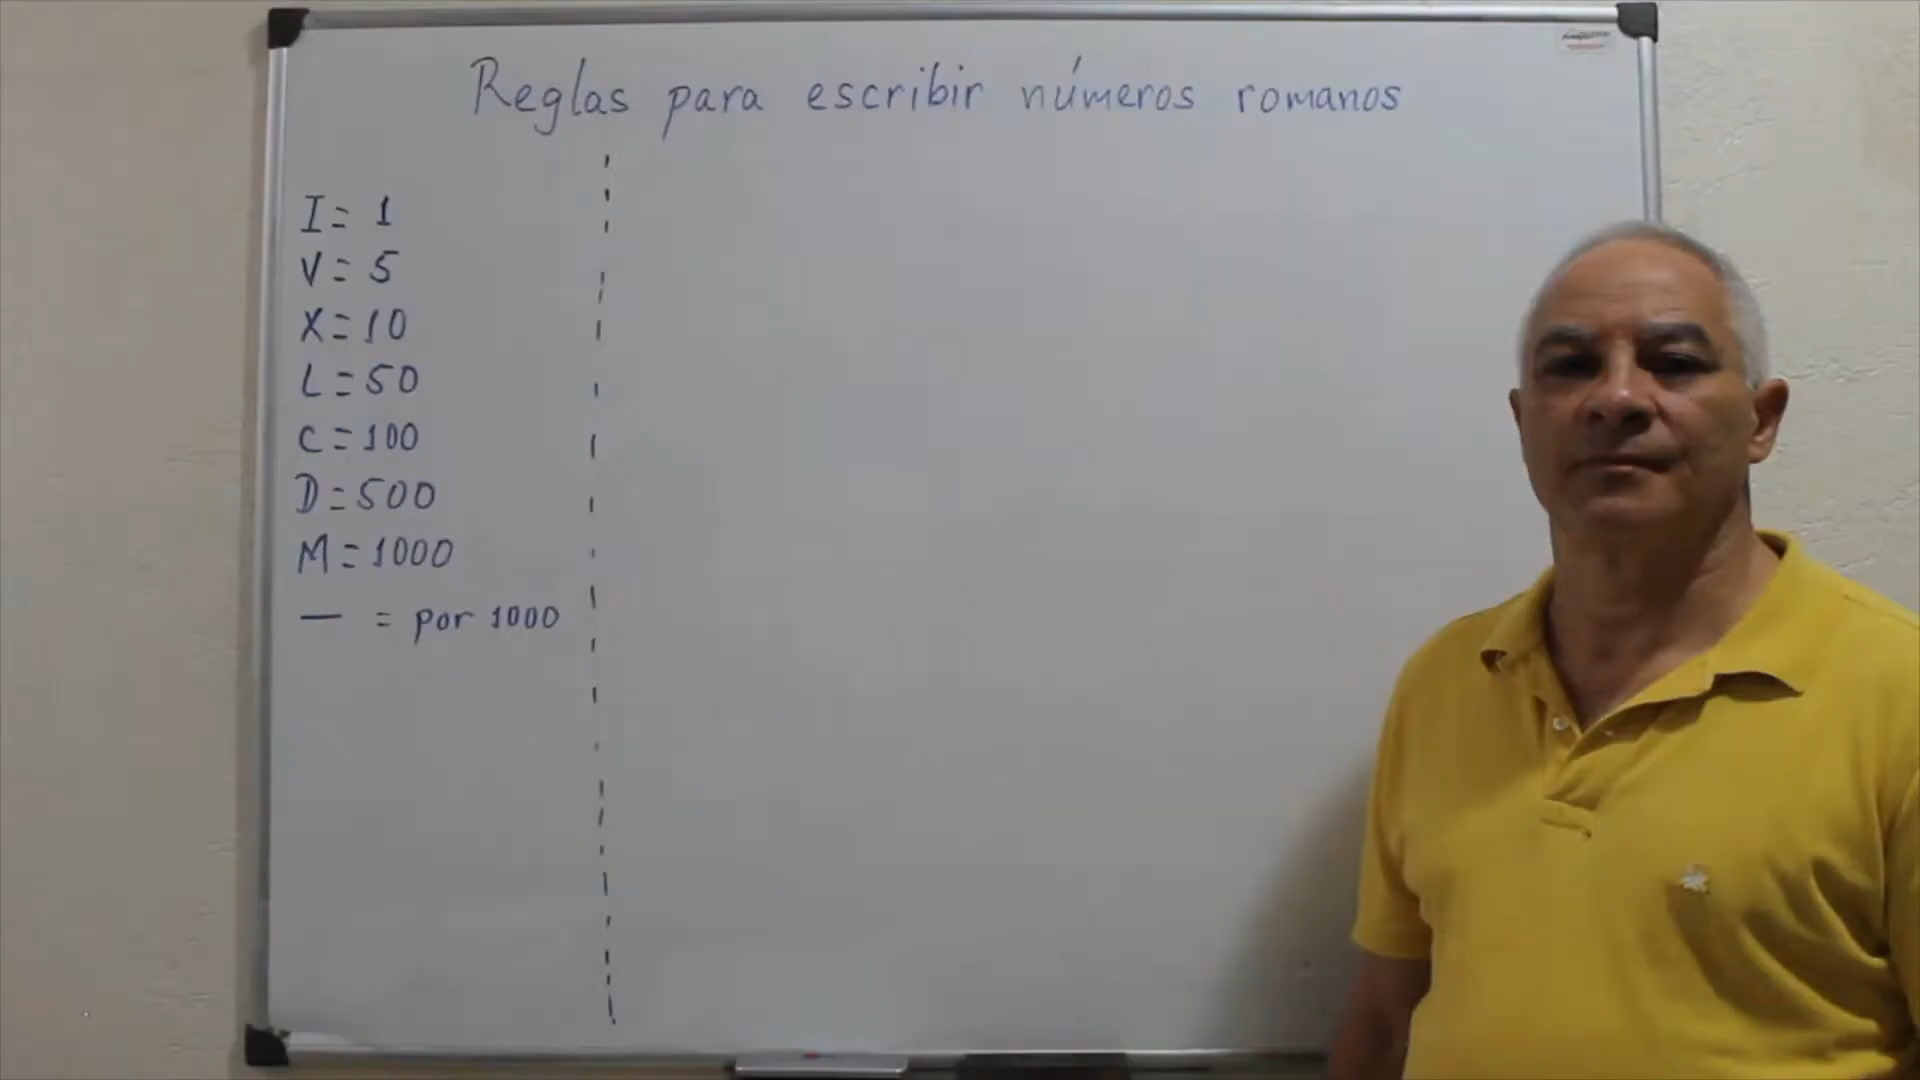 Reglas para escribir números romanos
I = 1
V = 5
X = 10
L = 50
C = 100
D = 500
M = 1000
— = por 1000